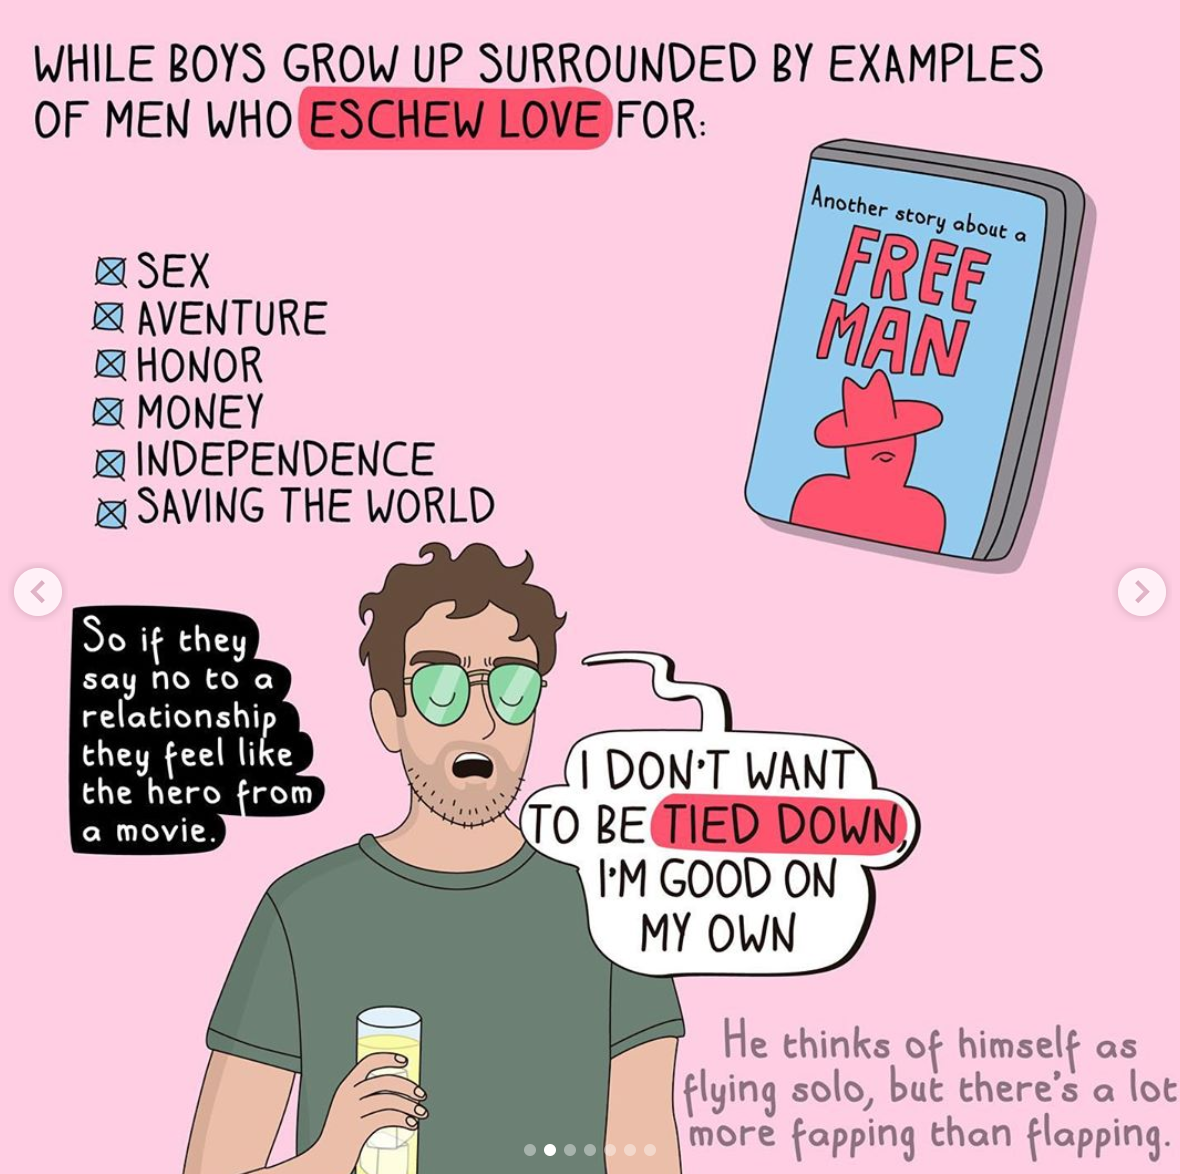 WHILE BOYS GROW UP SURROUNDED BY EXAMPLES
OF MEN WHO ESCHEW LOVE FOR:
Another story about a
FREE
MAN
SEX
AVENTURE
HONOR
MONEY
INDEPENDENCE
SAVING THE WORLD
So if they
say no to a
relationship
they feel like
the hero from
a movie.
I DON'T WANT
TO BE TIED DOWN,
I'M GOOD ON
MY OWN
He thinks of himself as
flying solo, but there's a lot
more fapping than flapping.